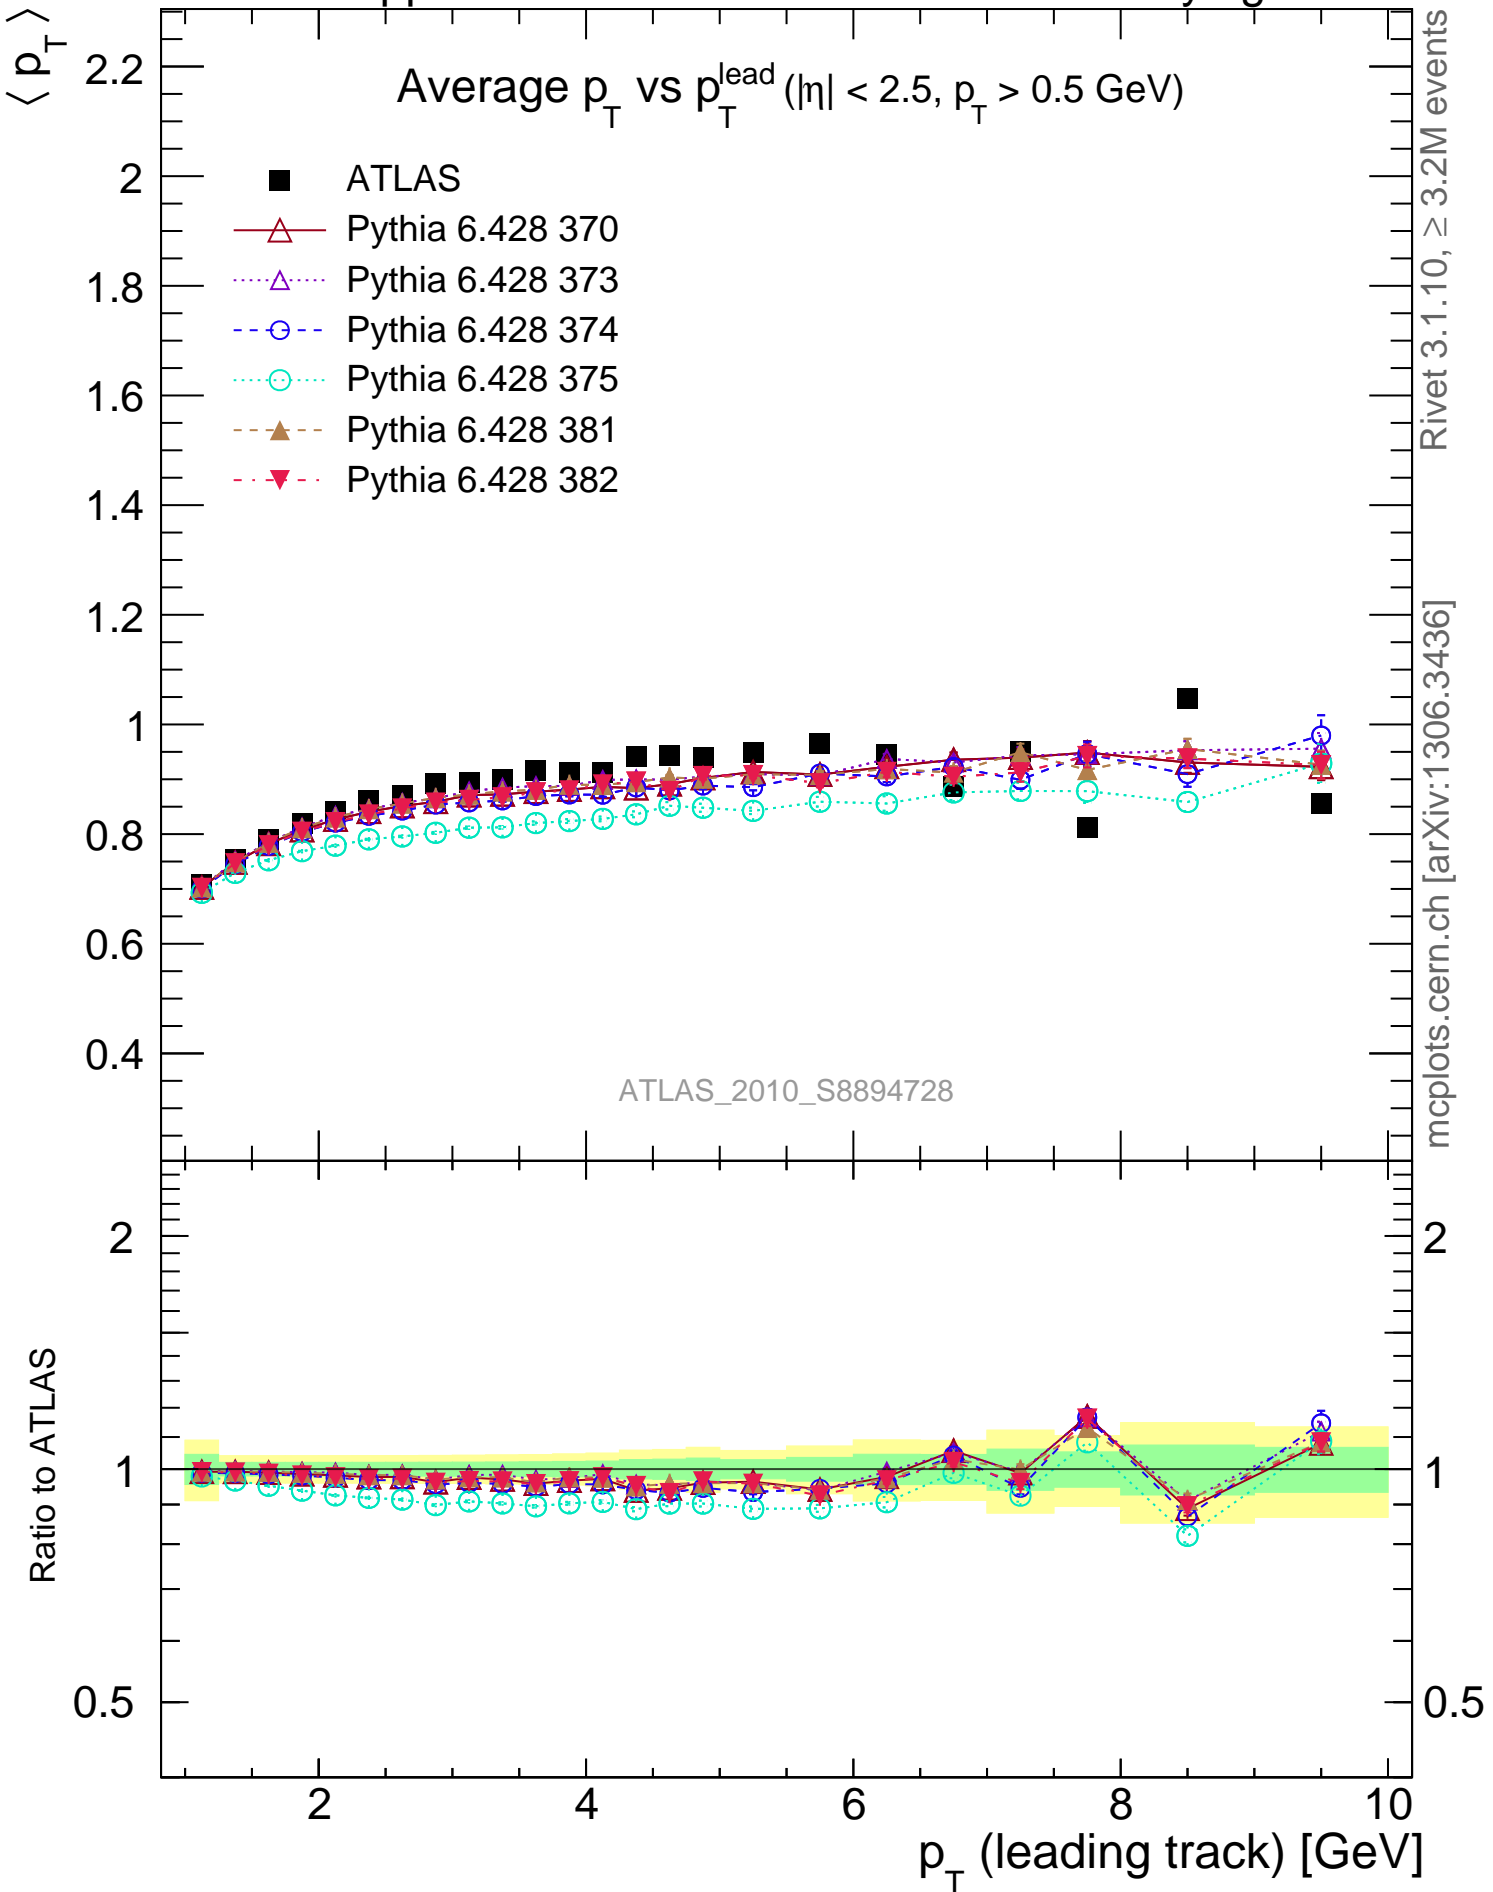 ⟨ p_T ⟩
Average p_T vs p_T^lead (|η| < 2.5, p_T > 0.5 GeV)
ATLAS
Pythia 6.428 370
Pythia 6.428 373
Pythia 6.428 374
Pythia 6.428 375
Pythia 6.428 381
Pythia 6.428 382
2.2
2
1.8
1.6
1.4
1.2
1
0.8
0.6
0.4
ATLAS_2010_S8894728
Rivet 3.1.10, ≥ 3.2M events
mcplots.cern.ch [arXiv:1306.3436]
Ratio to ATLAS
2
1
0.5
2
1
0.5
2 4 6 8 10
p_T (leading track) [GeV]